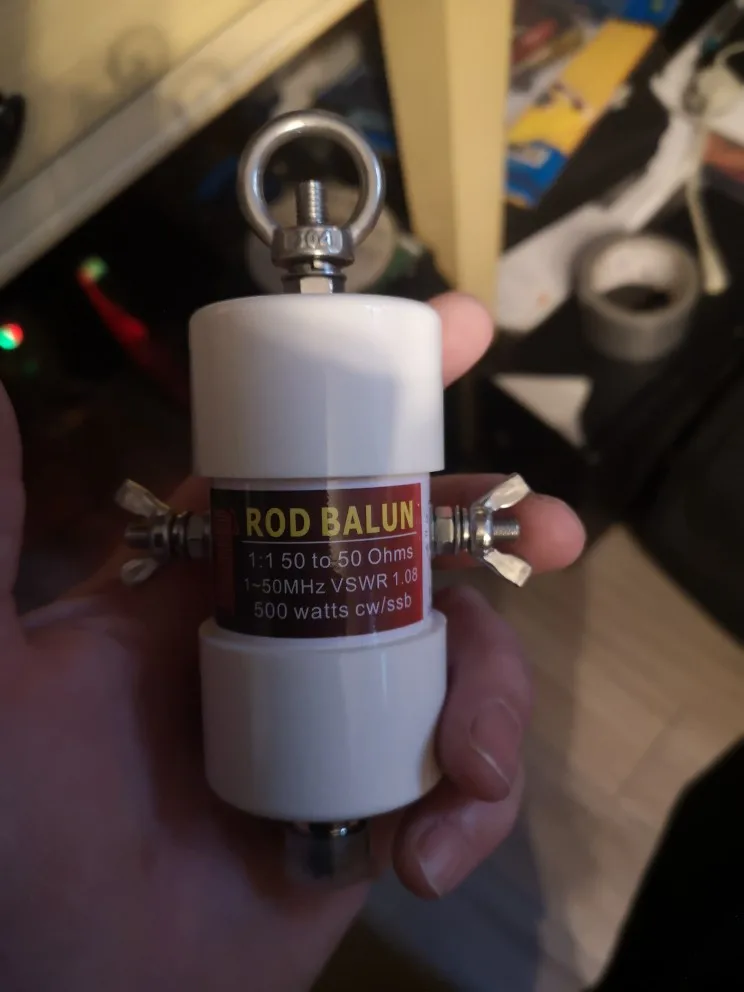 ROD BALUN
1:1 50 to 50 Ohms
1~50MHz VSWR 1.08
500 watts cw/ssb